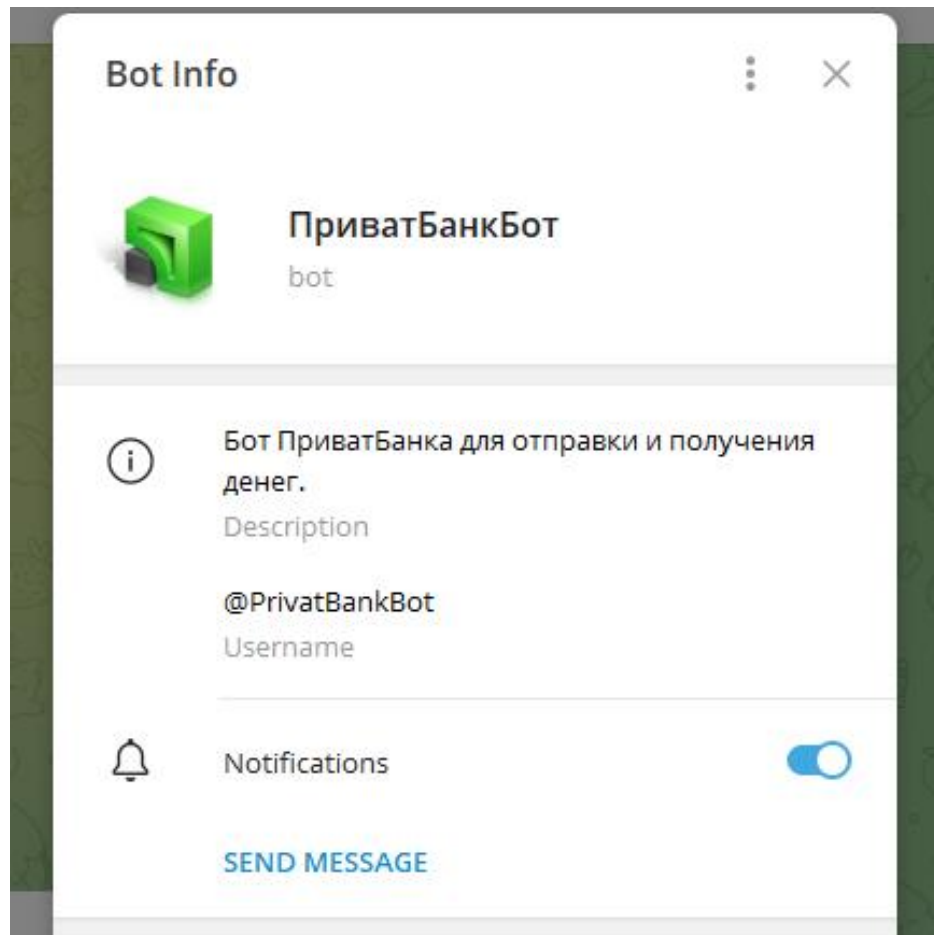 Bot Info
ПриватБанкБот
bot
Бот ПриватБанка для отправки и получения
денег.
Description
@PrivatBankBot
Username
Notifications
SEND MESSAGE